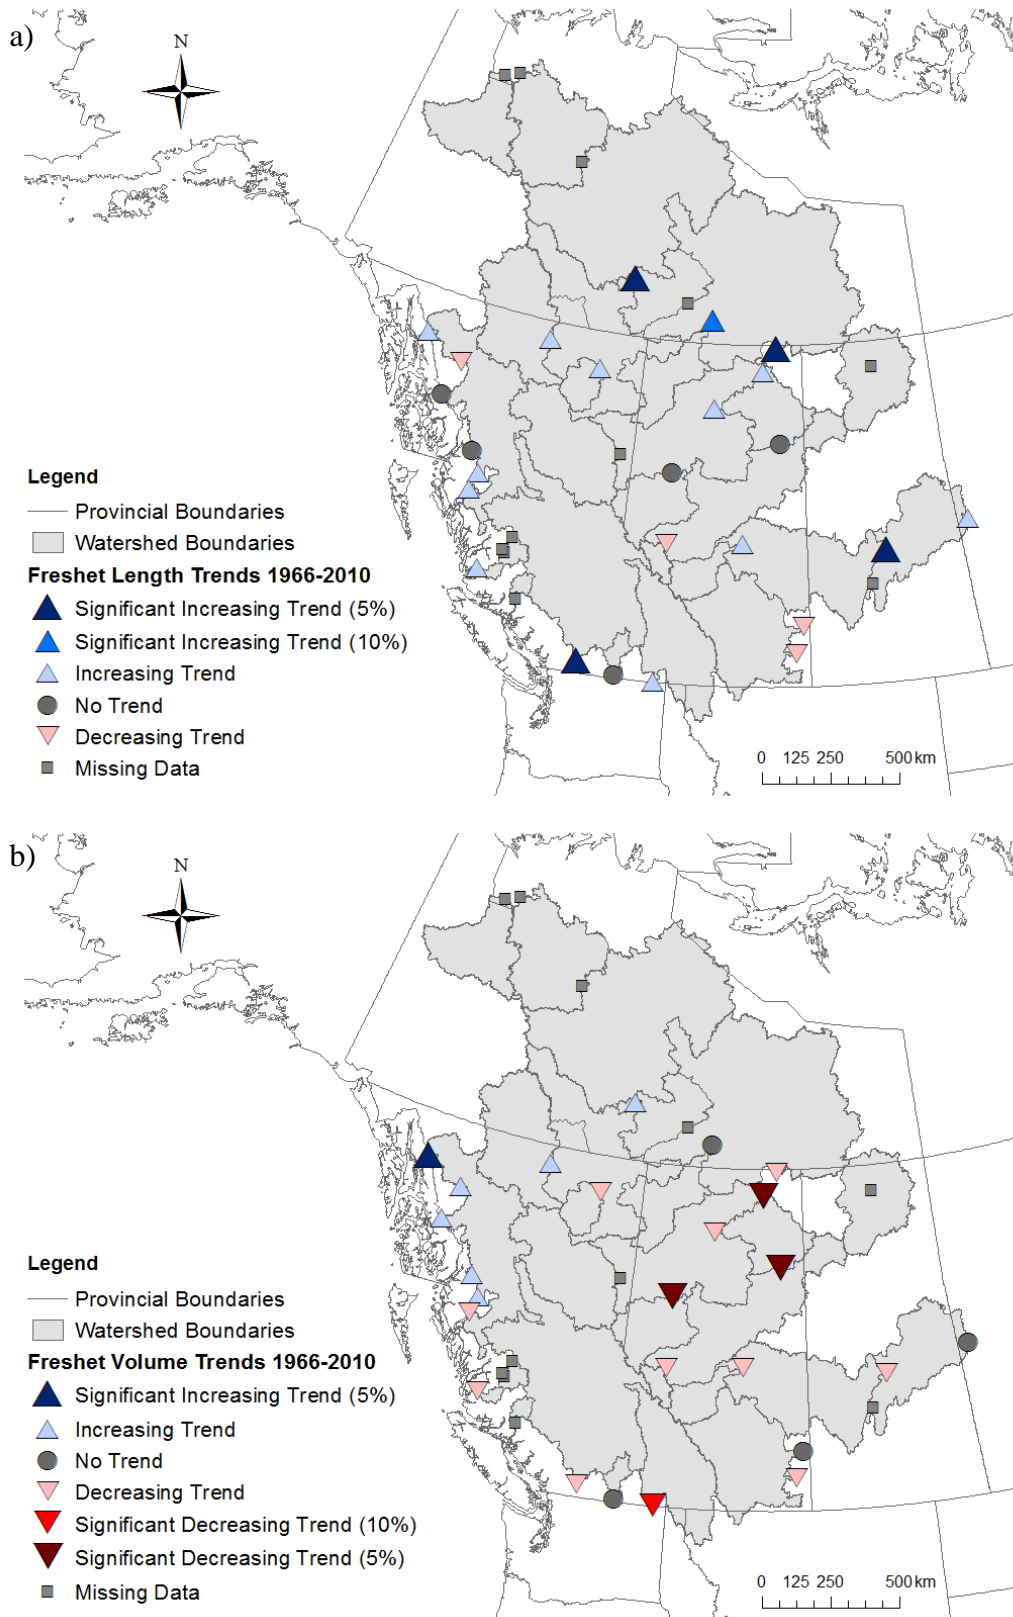 a)
N
Legend
Provincial Boundaries
Watershed Boundaries
Freshet Length Trends 1966-2010
Significant Increasing Trend (5%)
Significant Increasing Trend (10%)
Increasing Trend
No Trend
Decreasing Trend
Missing Data
0 125 250 500 km
b)
N
Legend
Provincial Boundaries
Watershed Boundaries
Freshet Volume Trends 1966-2010
Significant Increasing Trend (5%)
Increasing Trend
No Trend
Decreasing Trend
Significant Decreasing Trend (10%)
Significant Decreasing Trend (5%)
Missing Data
0 125 250 500 km